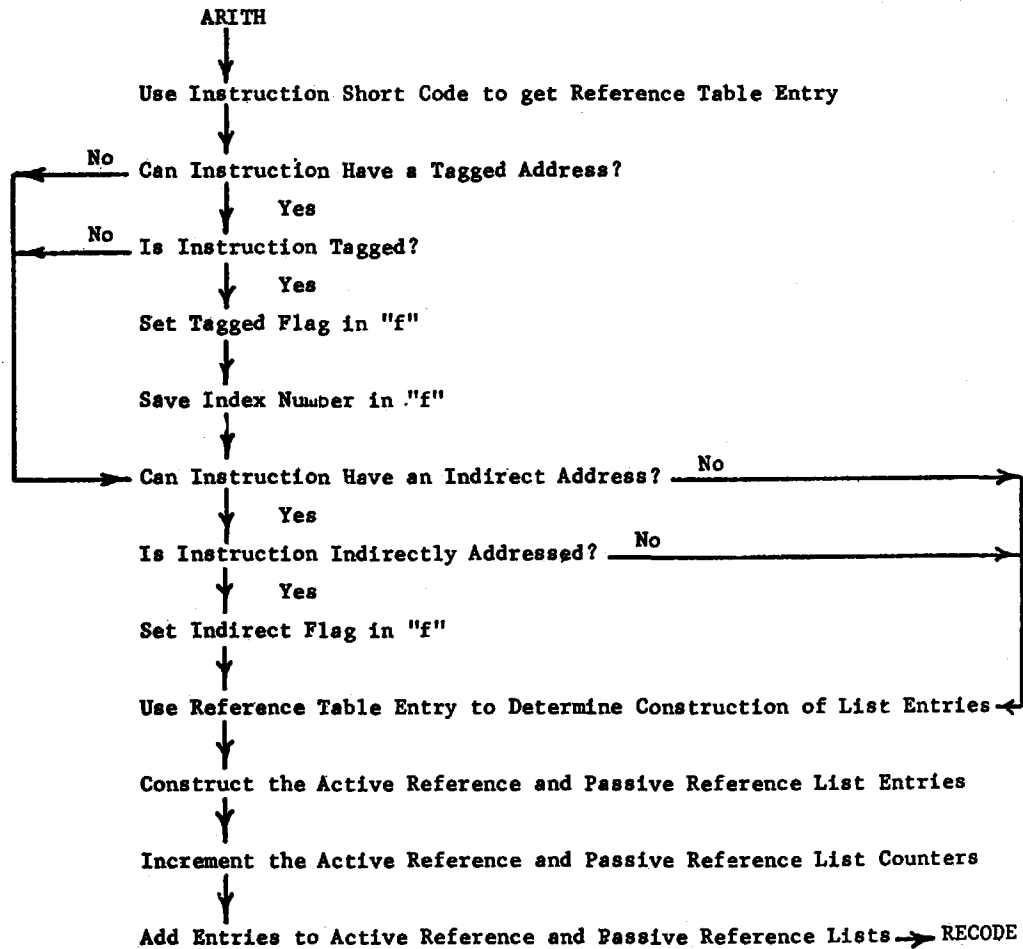 ARITH
Use Instruction Short Code to get Reference Table Entry
No
Can Instruction Have a Tagged Address?
Yes
No
Is Instruction Tagged?
Yes
Set Tagged Flag in "f"
Save Index Number in "f"
Can Instruction Have an Indirect Address?
No
Yes
Is Instruction Indirectly Addressed?
No
Yes
Set Indirect Flag in "f"
Use Reference Table Entry to Determine Construction of List Entries
Construct the Active Reference and Passive Reference List Entries
Increment the Active Reference and Passive Reference List Counters
Add Entries to Active Reference and Passive Reference Lists
RECODE